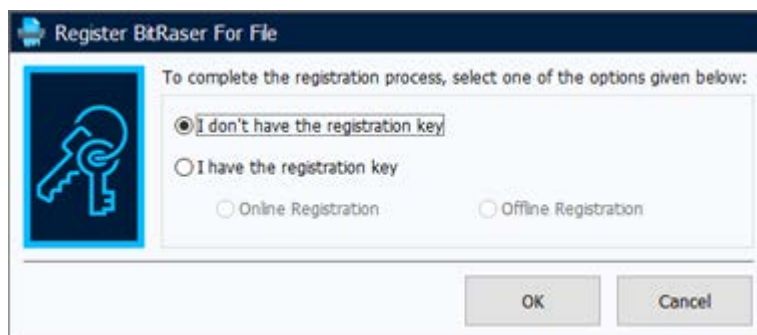 Register BitRaser For File
To complete the registration process, select one of the options given below:
I don't have the registration key
I have the registration key
Online Registration Offline Registration
OK Cancel